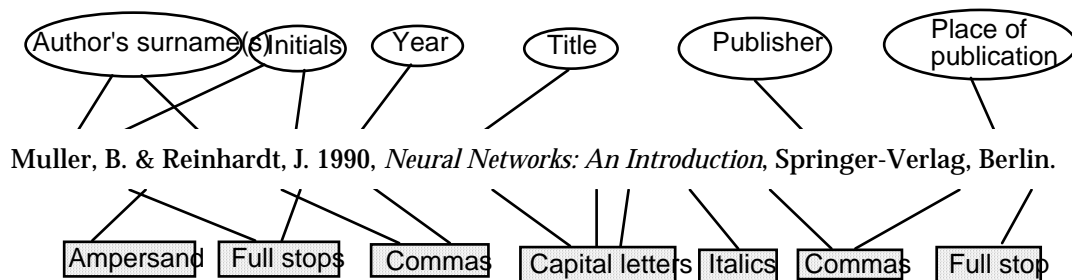 Author's surname(s) Initials Year Title Publisher Place of
publication
Muller, B. & Reinhardt, J. 1990, Neural Networks: An Introduction, Springer-Verlag, Berlin.
Ampersand Full stops Commas Capital letters Italics Commas Full stop